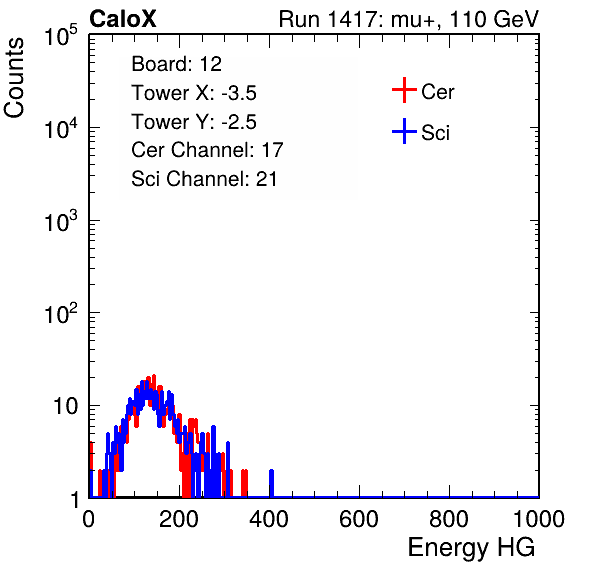 CaloX Run 1417: mu+, 110 GeV
Counts
Board: 12
Tower X: -3.5
Tower Y: -2.5
Cer Channel: 17
Sci Channel: 21
Cer
Sci
10^5
10^4
10^3
10^2
10
1
0 200 400 600 800 1000
Energy HG